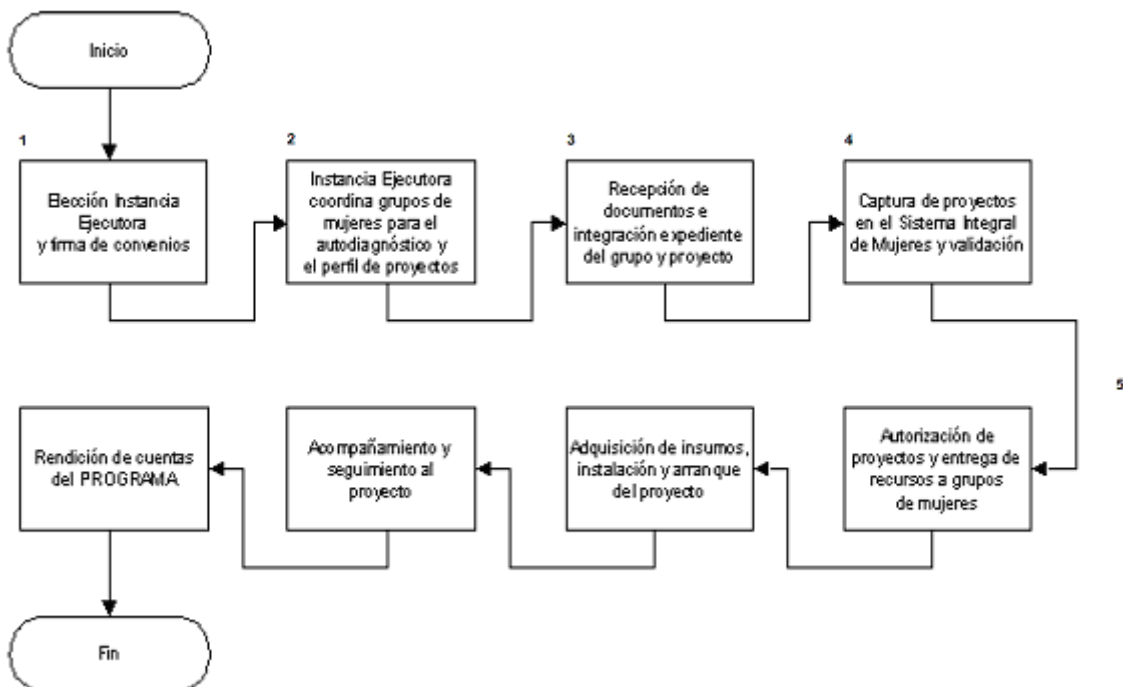 Inicio
1
Elección Instancia
Ejecutora
y firma de convenios
2
Instancia Ejecutora
coordina grupos de
mujeres para el
autodiagnóstico y
el perfil de proyectos
3
Recepción de
documentos e
integración expediente
del grupo y proyecto
4
Captura de proyectos
en el Sistema Integral
de Mujeres y validación
5
Autorización de
proyectos y entrega de
recursos a grupos
de mujeres
Adquisición de insumos,
instalación y arranque
del proyecto
Acompañamiento y
seguimiento al
proyecto
Rendición de cuentas
del PROGRAMA
Fin